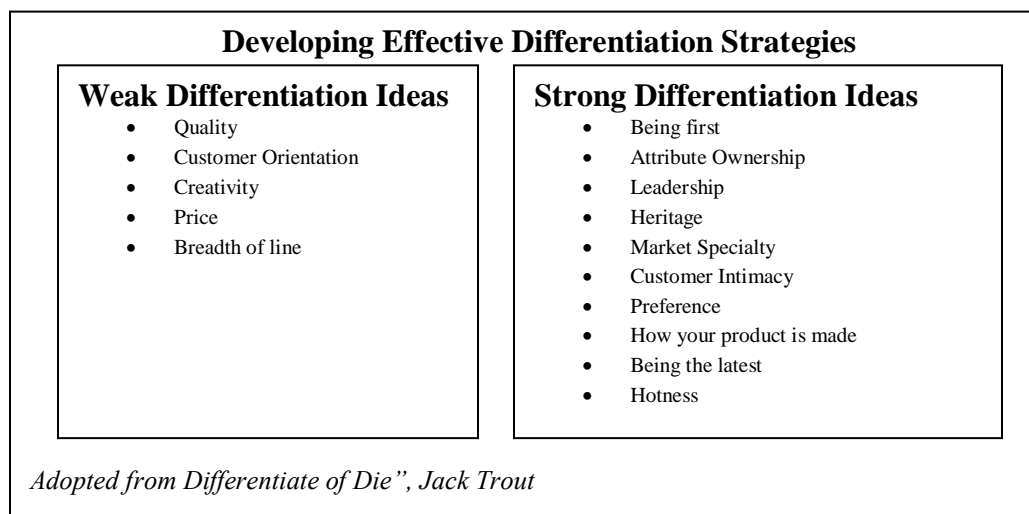 Developing Effective Differentiation Strategies
Weak Differentiation Ideas
• Quality
• Customer Orientation
• Creativity
• Price
• Breadth of line
Strong Differentiation Ideas
• Being first
• Attribute Ownership
• Leadership
• Heritage
• Market Specialty
• Customer Intimacy
• Preference
• How your product is made
• Being the latest
• Hotness
Adopted from Differentiate of Die”, Jack Trout